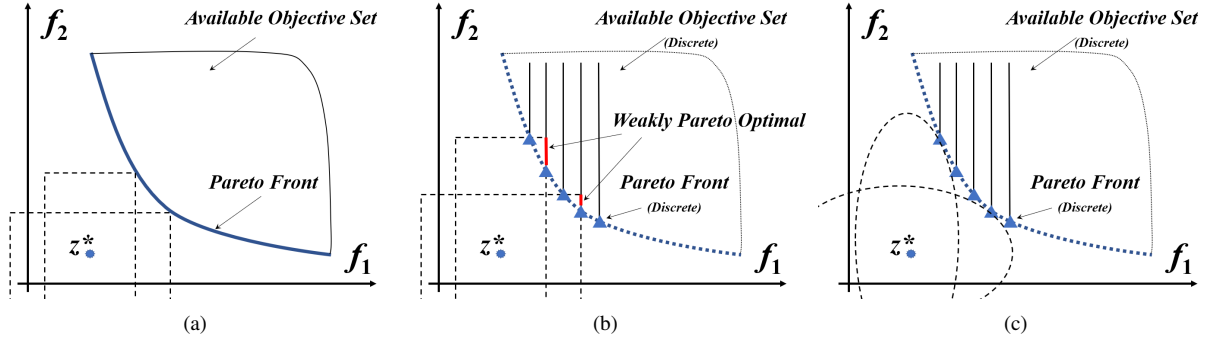 f2
Available Objective Set
Pareto Front
z*
f1
(a)
f2
Available Objective Set
(Discrete)
Weakly Pareto Optimal
Pareto Front
(Discrete)
z*
f1
(b)
f2
Available Objective Set
(Discrete)
Pareto Front
(Discrete)
z*
f1
(c)